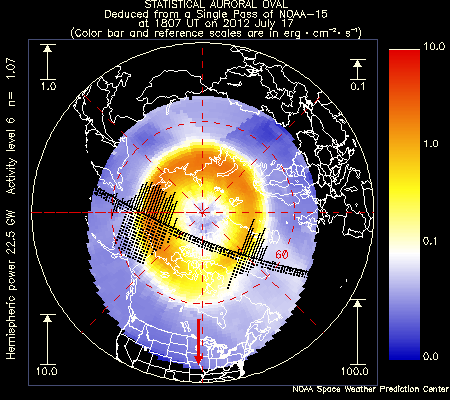 STATISTICAL AURORAL OVAL
Deduced from a Single Pass of NOAA-15
at 1807 UT on 2012 July 17
(Color bar and reference scales are in erg · cm⁻² · s⁻¹)
Hemispheric power 22.5 GW Activity level 6 n= 1.07
1.0
0.1
10.0
100.0
60
10.0
1.0
0.1
0.0
NOAA Space Weather Prediction Center